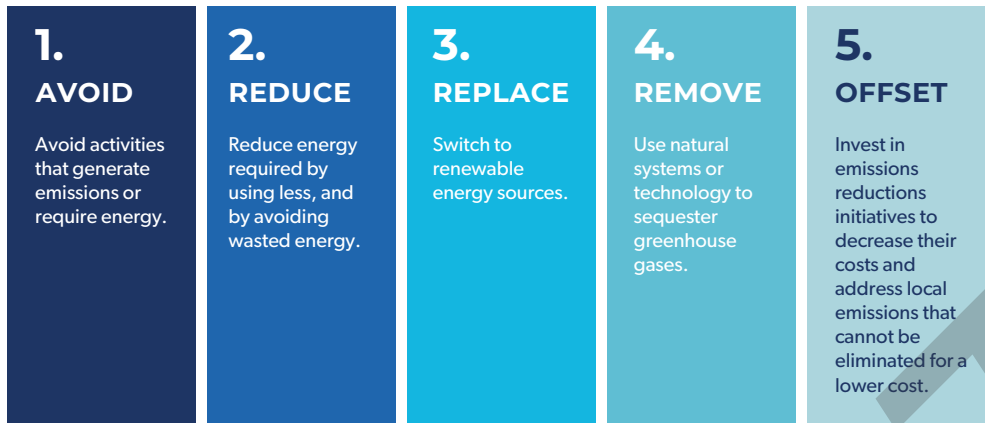 1.
AVOID
Avoid activities
that generate
emissions or
require energy.
2.
REDUCE
Reduce energy
required by
using less, and
by avoiding
wasted energy.
3.
REPLACE
Switch to
renewable
energy sources.
4.
REMOVE
Use natural
systems or
technology to
sequester
greenhouse
gases.
5.
OFFSET
Invest in
emissions
reductions
initiatives to
decrease their
costs and
address local
emissions that
cannot be
eliminated for a
lower cost.